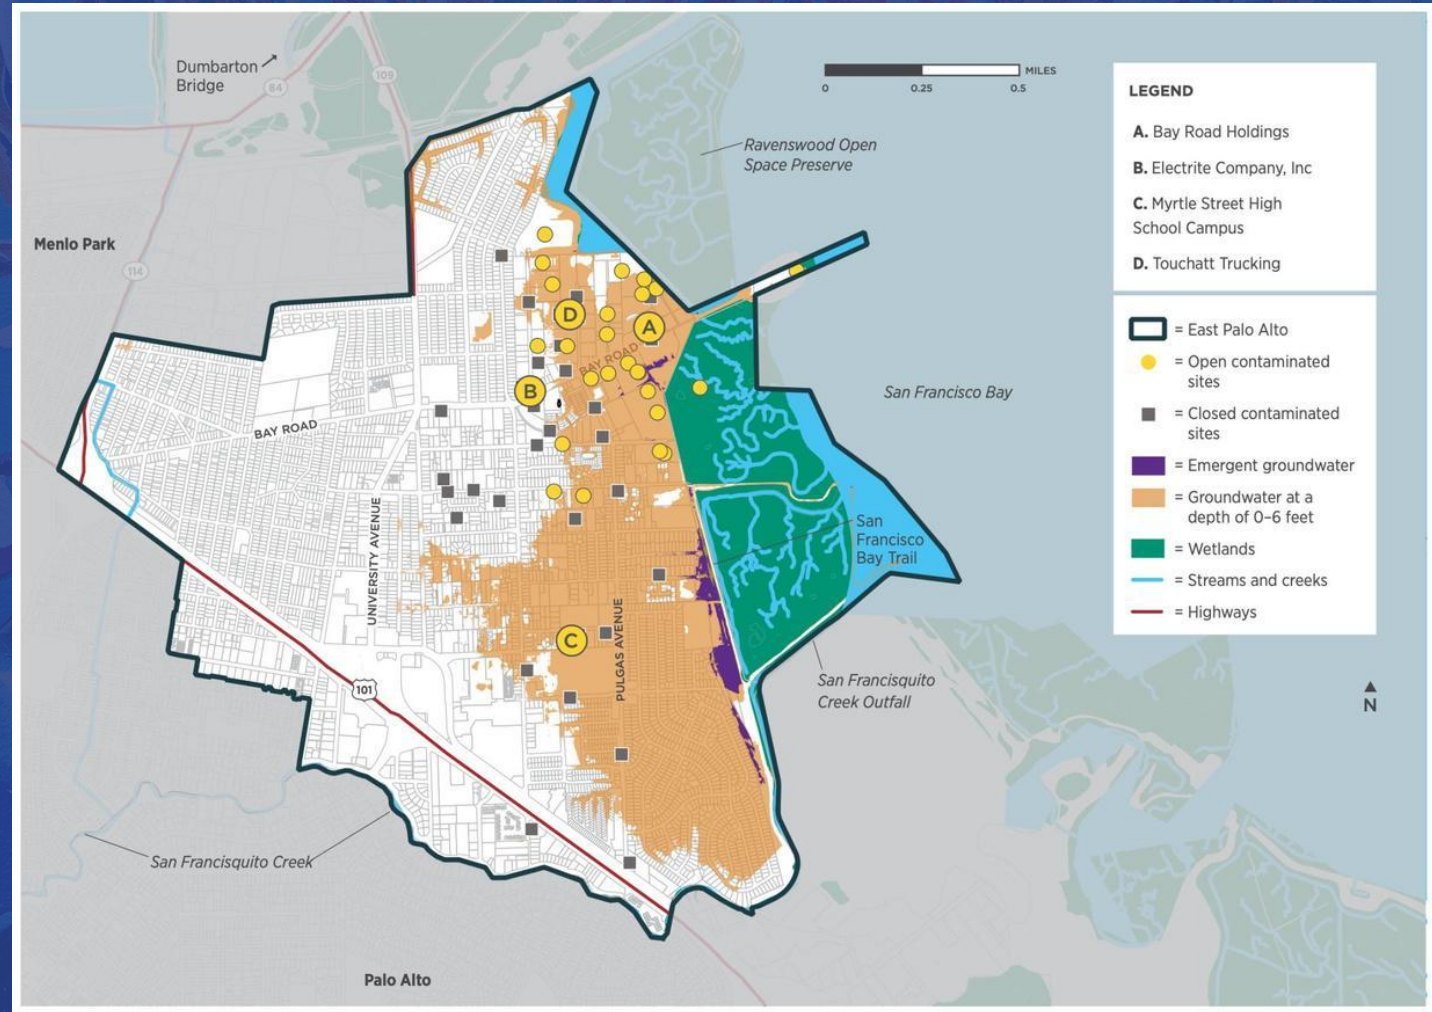 Dumbarton
Bridge
84
109
MILES
0
0.25
0.5
Ravenswood Open
Space Preserve
Menlo Park
114
D
A
BAY ROAD
B
San Francisco Bay
BAY ROAD
UNIVERSITY AVENUE
San
Francisco
Bay Trail
C
PULGAS AVENUE
101
San Francisquito
Creek Outfall
San Francisquito Creek
Palo Alto
N
LEGEND
A. Bay Road Holdings
B. Electrite Company, Inc
C. Myrtle Street High
School Campus
D. Touchatt Trucking
= East Palo Alto
= Open contaminated
sites
= Closed contaminated
sites
= Emergent groundwater
= Groundwater at a
depth of 0–6 feet
= Wetlands
= Streams and creeks
= Highways